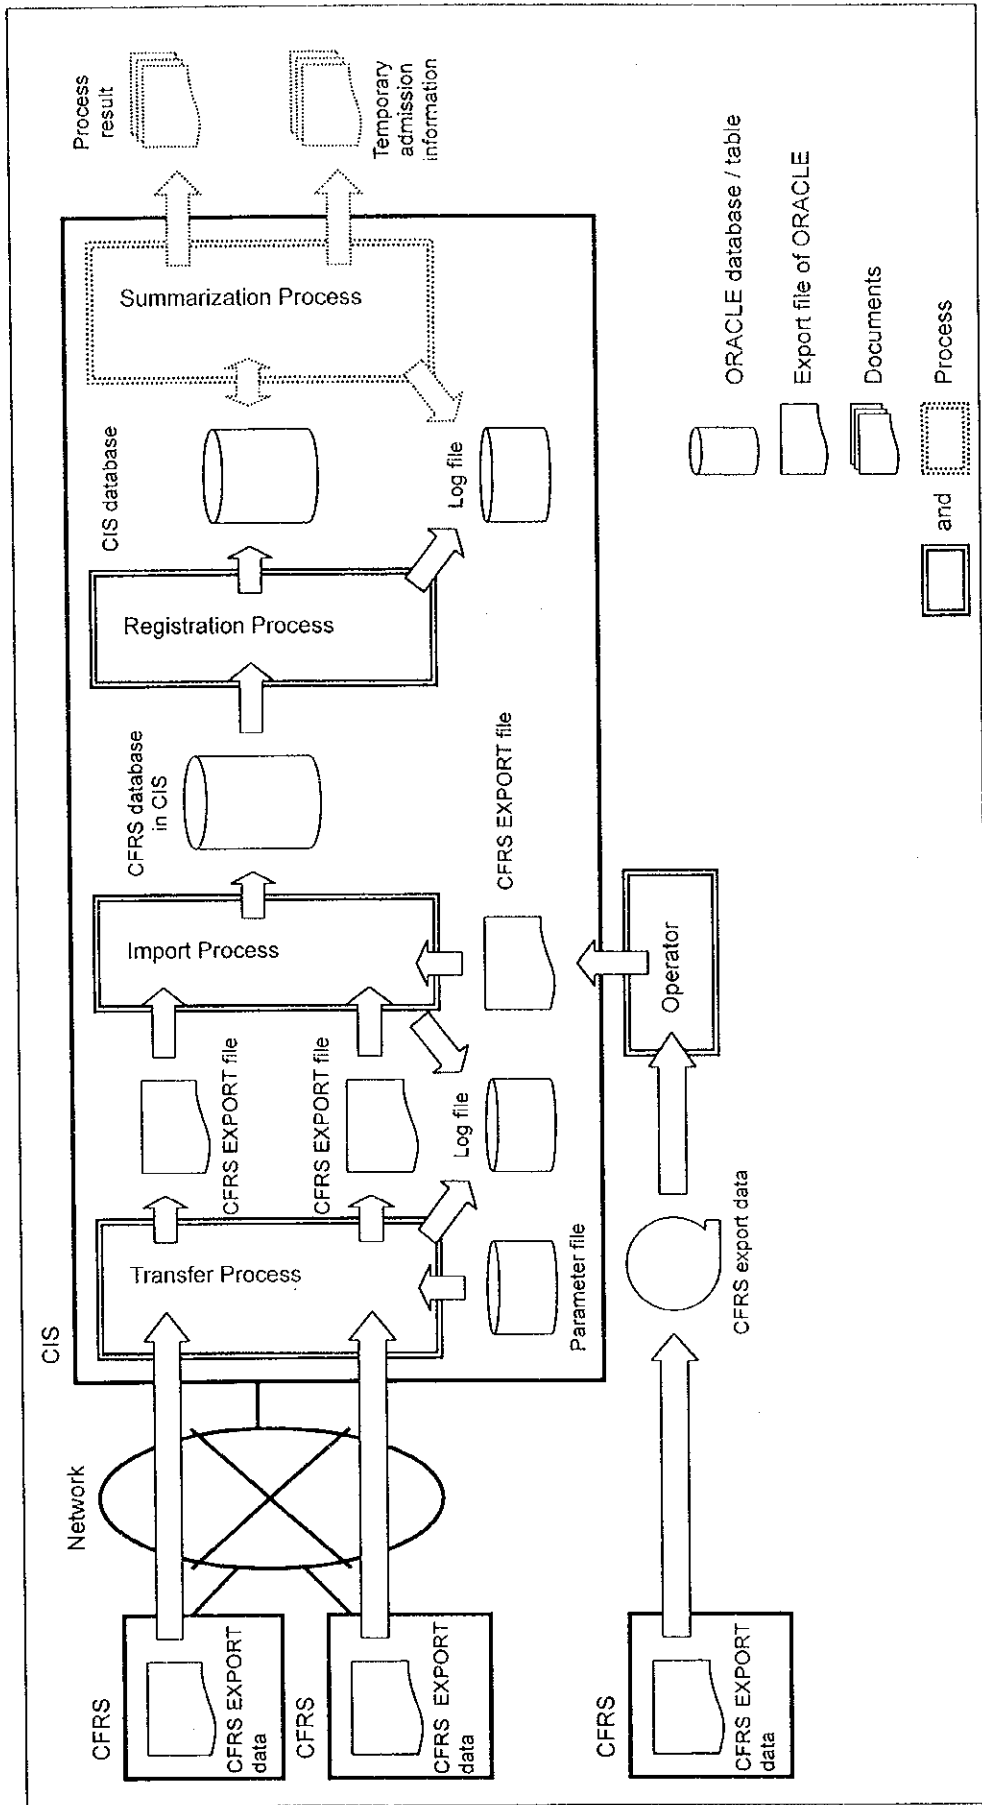 CFRS
CFRS EXPORT
data
CFRS
CFRS EXPORT
data
CFRS
CFRS EXPORT
data
Network
CIS
Transfer Process
Parameter file
CFRS EXPORT file
CFRS EXPORT file
Log file
CFRS export data
Operator
Import Process
CFRS EXPORT file
CFRS database
in CIS
Registration Process
CIS database
Log file
Summarization Process
Process
result
Temporary
admission
information
ORACLE database / table
Export file of ORACLE
Documents
and
Process